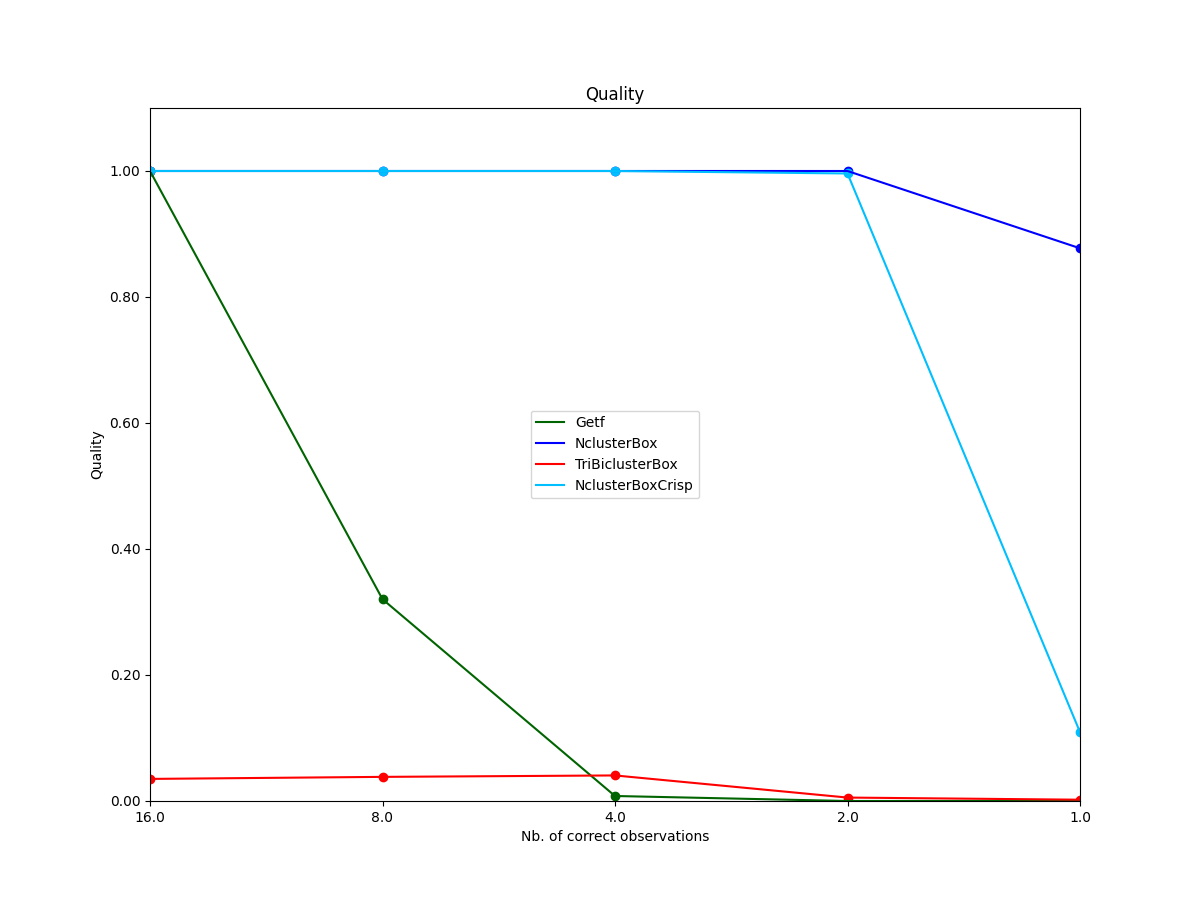 Quality
1.00
0.80
0.60
0.40
0.20
0.00
Quality
Getf
NclusterBox
TriBiclusterBox
NclusterBoxCrisp
16.0
8.0
4.0
2.0
1.0
Nb. of correct observations